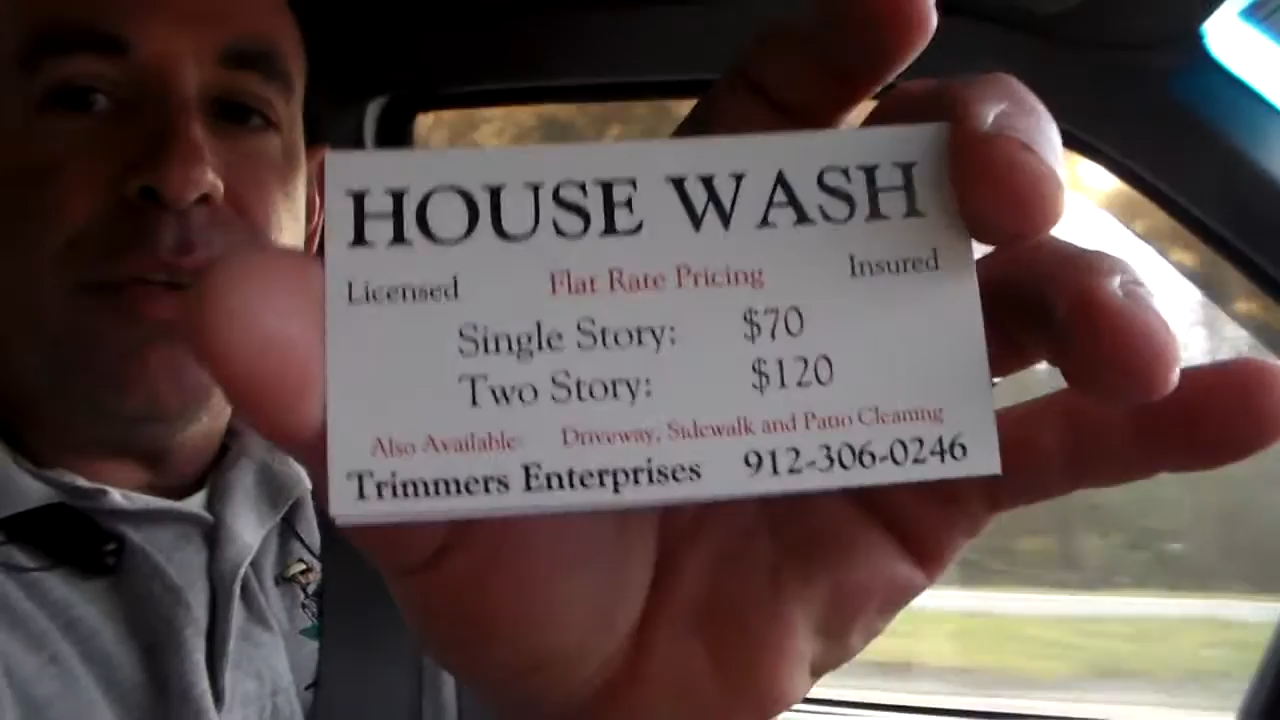 HOUSE WASH
Licensed Flat Rate Pricing Insured
Single Story: $70
Two Story: $120
Also Available: Driveway, Sidewalk and Patio Cleaning
Trimmers Enterprises 912-306-0246